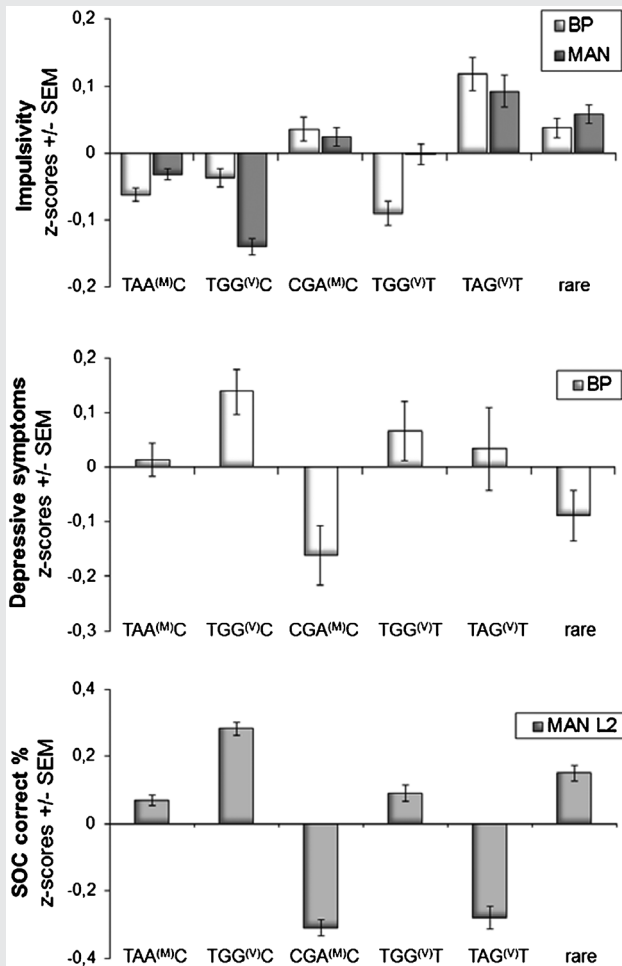 0,2
0,1
0
-0,1
-0,2
Impulsivity
z-scores +/- SEM
BP
MAN
TAA(M)C TGG(V)C CGA(M)C TGG(V)T TAG(V)T rare
0,2
0,1
0
-0,1
-0,2
-0,3
Depressive symptoms
z-scores +/- SEM
BP
TAA(M)C TGG(V)C CGA(M)C TGG(V)T TAG(V)T rare
0,4
0,2
0
-0,2
-0,4
SOC correct %
z-scores +/- SEM
MAN L2
TAA(M)C TGG(V)C CGA(M)C TGG(V)T TAG(V)T rare